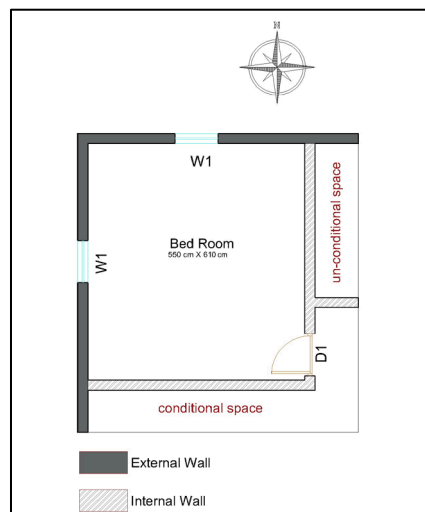 N
W1
un-conditional space
Bed Room
550 cm X 610 cm
W1
D1
conditional space
External Wall
Internal Wall